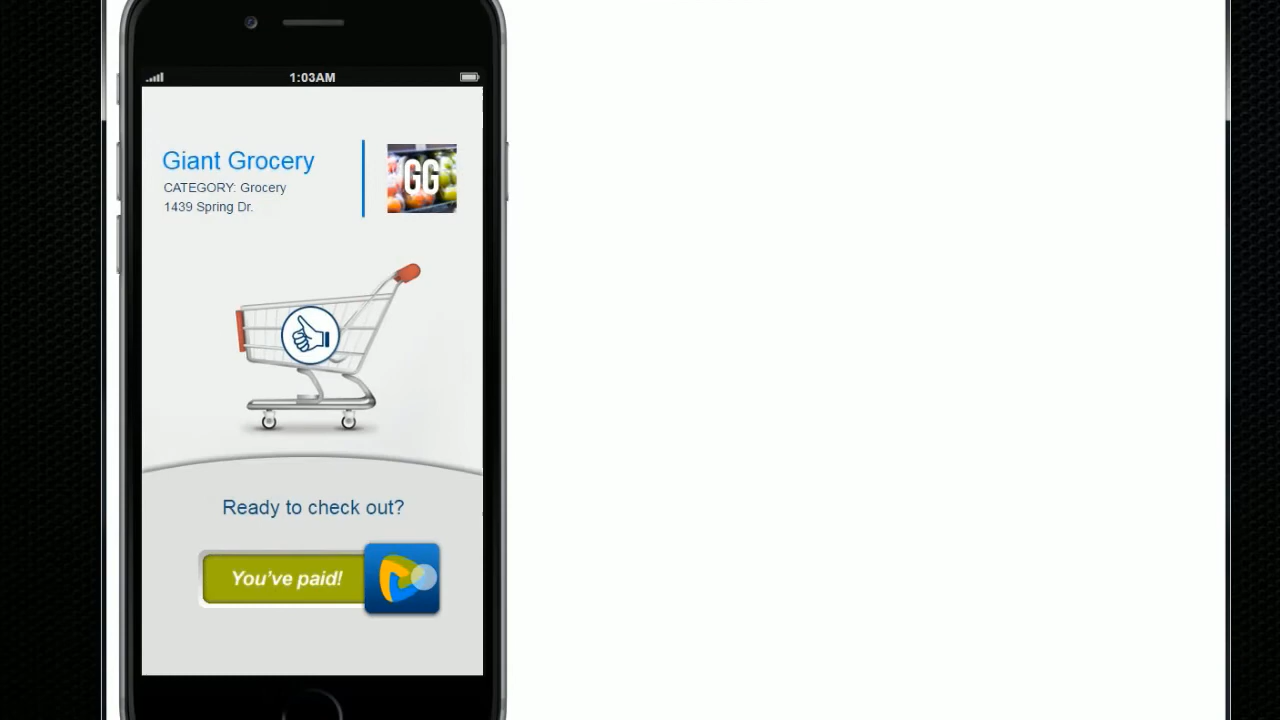 1:03AM
Giant Grocery
GG
CATEGORY: Grocery
1439 Spring Dr.
Ready to check out?
You've paid!